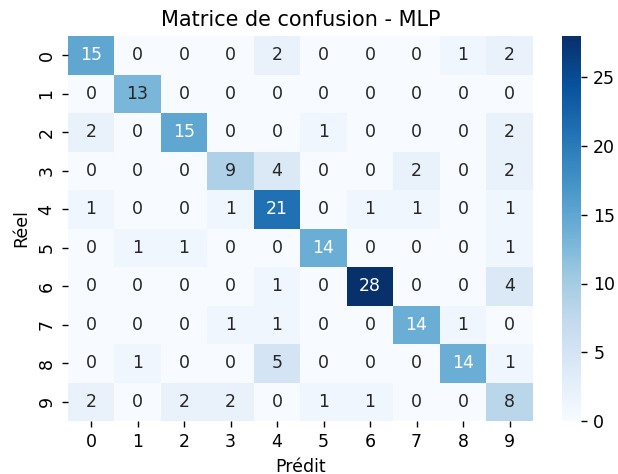 Matrice de confusion - MLP
0 15 0 0 0 2 0 0 0 1 2
1 0 13 0 0 0 0 0 0 0 0
2 2 0 15 0 0 1 0 0 0 2
3 0 0 0 9 4 0 0 2 0 2
4 1 0 0 1 21 0 1 1 0 1
5 0 1 1 0 0 14 0 0 0 1
6 0 0 0 0 1 0 28 0 0 4
7 0 0 0 1 1 0 0 14 1 0
8 0 1 0 0 5 0 0 0 14 1
9 2 0 2 2 0 1 1 0 0 8
0 1 2 3 4 5 6 7 8 9
Réel
Prédit
25
20
15
10
5
0